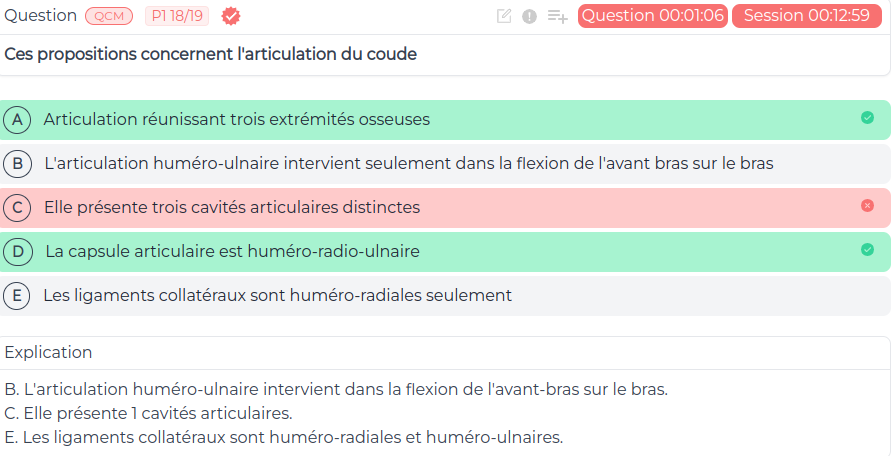 Question QCM P1 18/19 Question 00:01:06 Session 00:12:59
Ces propositions concernent l'articulation du coude
A Articulation réunissant trois extrémités osseuses
B L'articulation huméro-ulnaire intervient seulement dans la flexion de l'avant bras sur le bras
C Elle présente trois cavités articulaires distinctes
D La capsule articulaire est huméro-radio-ulnaire
E Les ligaments collatéraux sont huméro-radiales seulement
Explication
B. L'articulation huméro-ulnaire intervient dans la flexion de l'avant-bras sur le bras.
C. Elle présente 1 cavités articulaires.
E. Les ligaments collatéraux sont huméro-radiales et huméro-ulnaires.